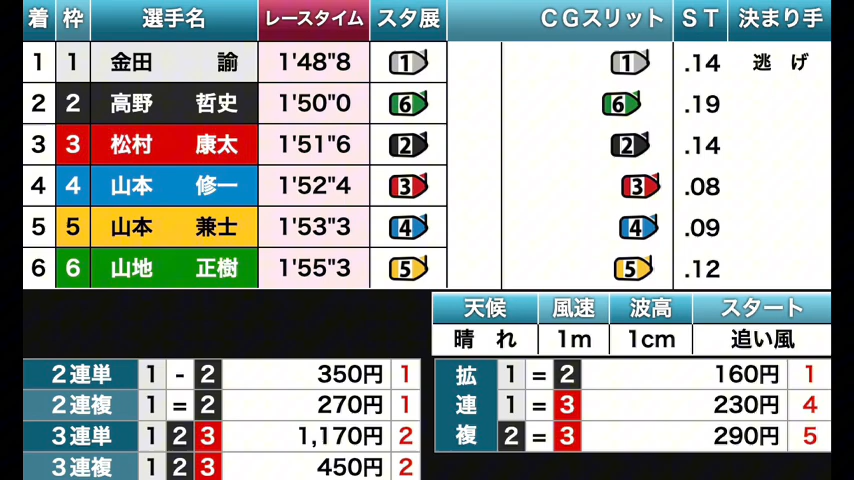 着 枠 選手名 レースタイム スタ展 CGスリット ST 決まり手
1 1 金田 諭 1'48"8 1 1 .14 逃げ
2 2 高野 哲史 1'50"0 6 6 .19
3 3 松村 康太 1'51"6 2 2 .14
4 4 山本 修一 1'52"4 3 3 .08
5 5 山本 兼士 1'53"3 4 4 .09
6 6 山地 正樹 1'55"3 5 5 .12
天候 風速 波高 スタート
晴れ 1m 1cm 追い風
2連単 1 - 2 350円 1
2連複 1 = 2 270円 1
3連単 1 2 3 1,170円 2
3連複 1 2 3 450円 2
拡 1 = 2 160円 1
連 1 = 3 230円 4
複 2 = 3 290円 5